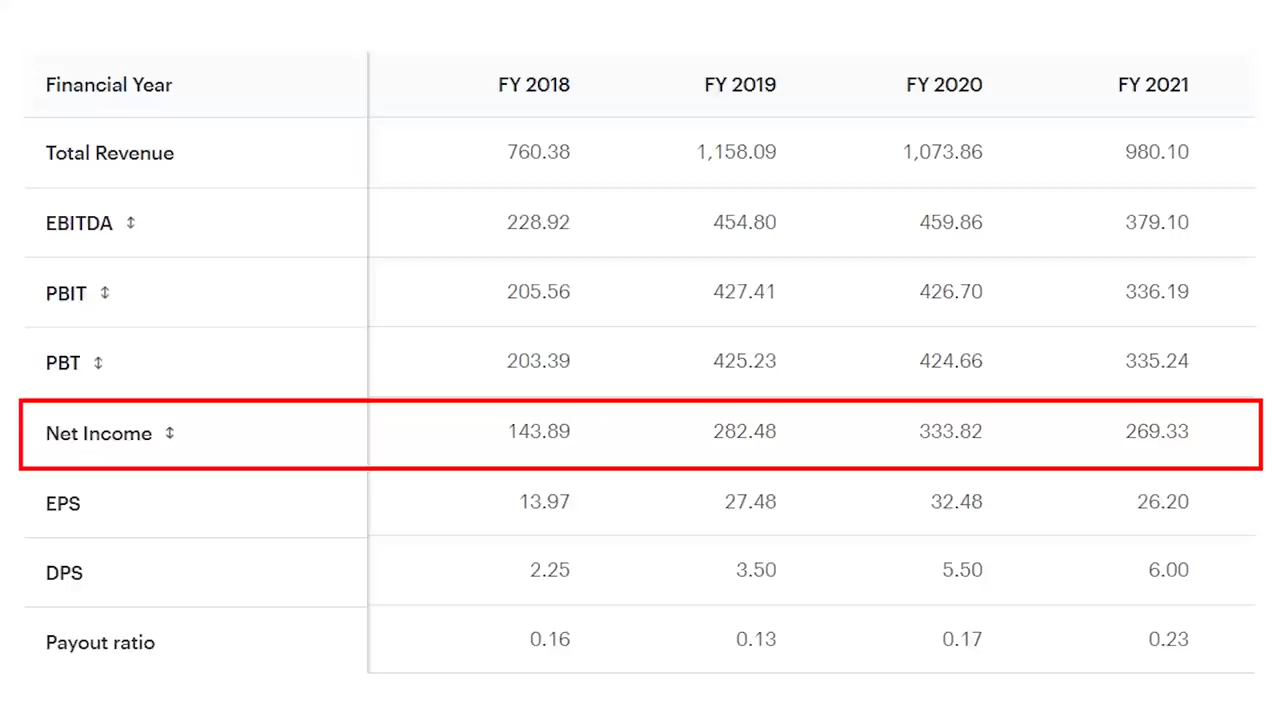 Financial Year FY 2018 FY 2019 FY 2020 FY 2021
Total Revenue 760.38 1,158.09 1,073.86 980.10
EBITDA ↕ 228.92 454.80 459.86 379.10
PBIT ↕ 205.56 427.41 426.70 336.19
PBT ↕ 203.39 425.23 424.66 335.24
Net Income ↕ 143.89 282.48 333.82 269.33
EPS 13.97 27.48 32.48 26.20
DPS 2.25 3.50 5.50 6.00
Payout ratio 0.16 0.13 0.17 0.23